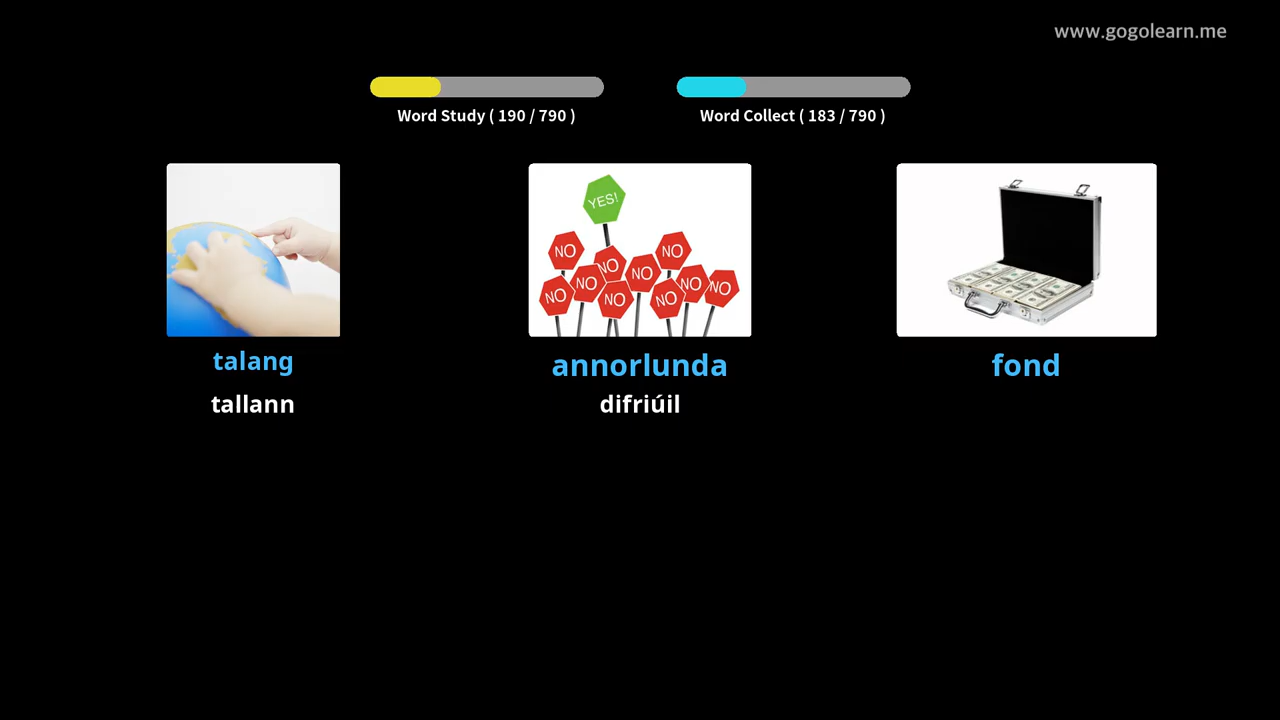 www.gogolearn.me
Word Study ( 190 / 790 )
Word Collect ( 183 / 790 )
YES!
NO
NO
NO
NO
NO
NO
NO
NO
NO
NO
talang
annorlunda
fond
tallann
difriúil